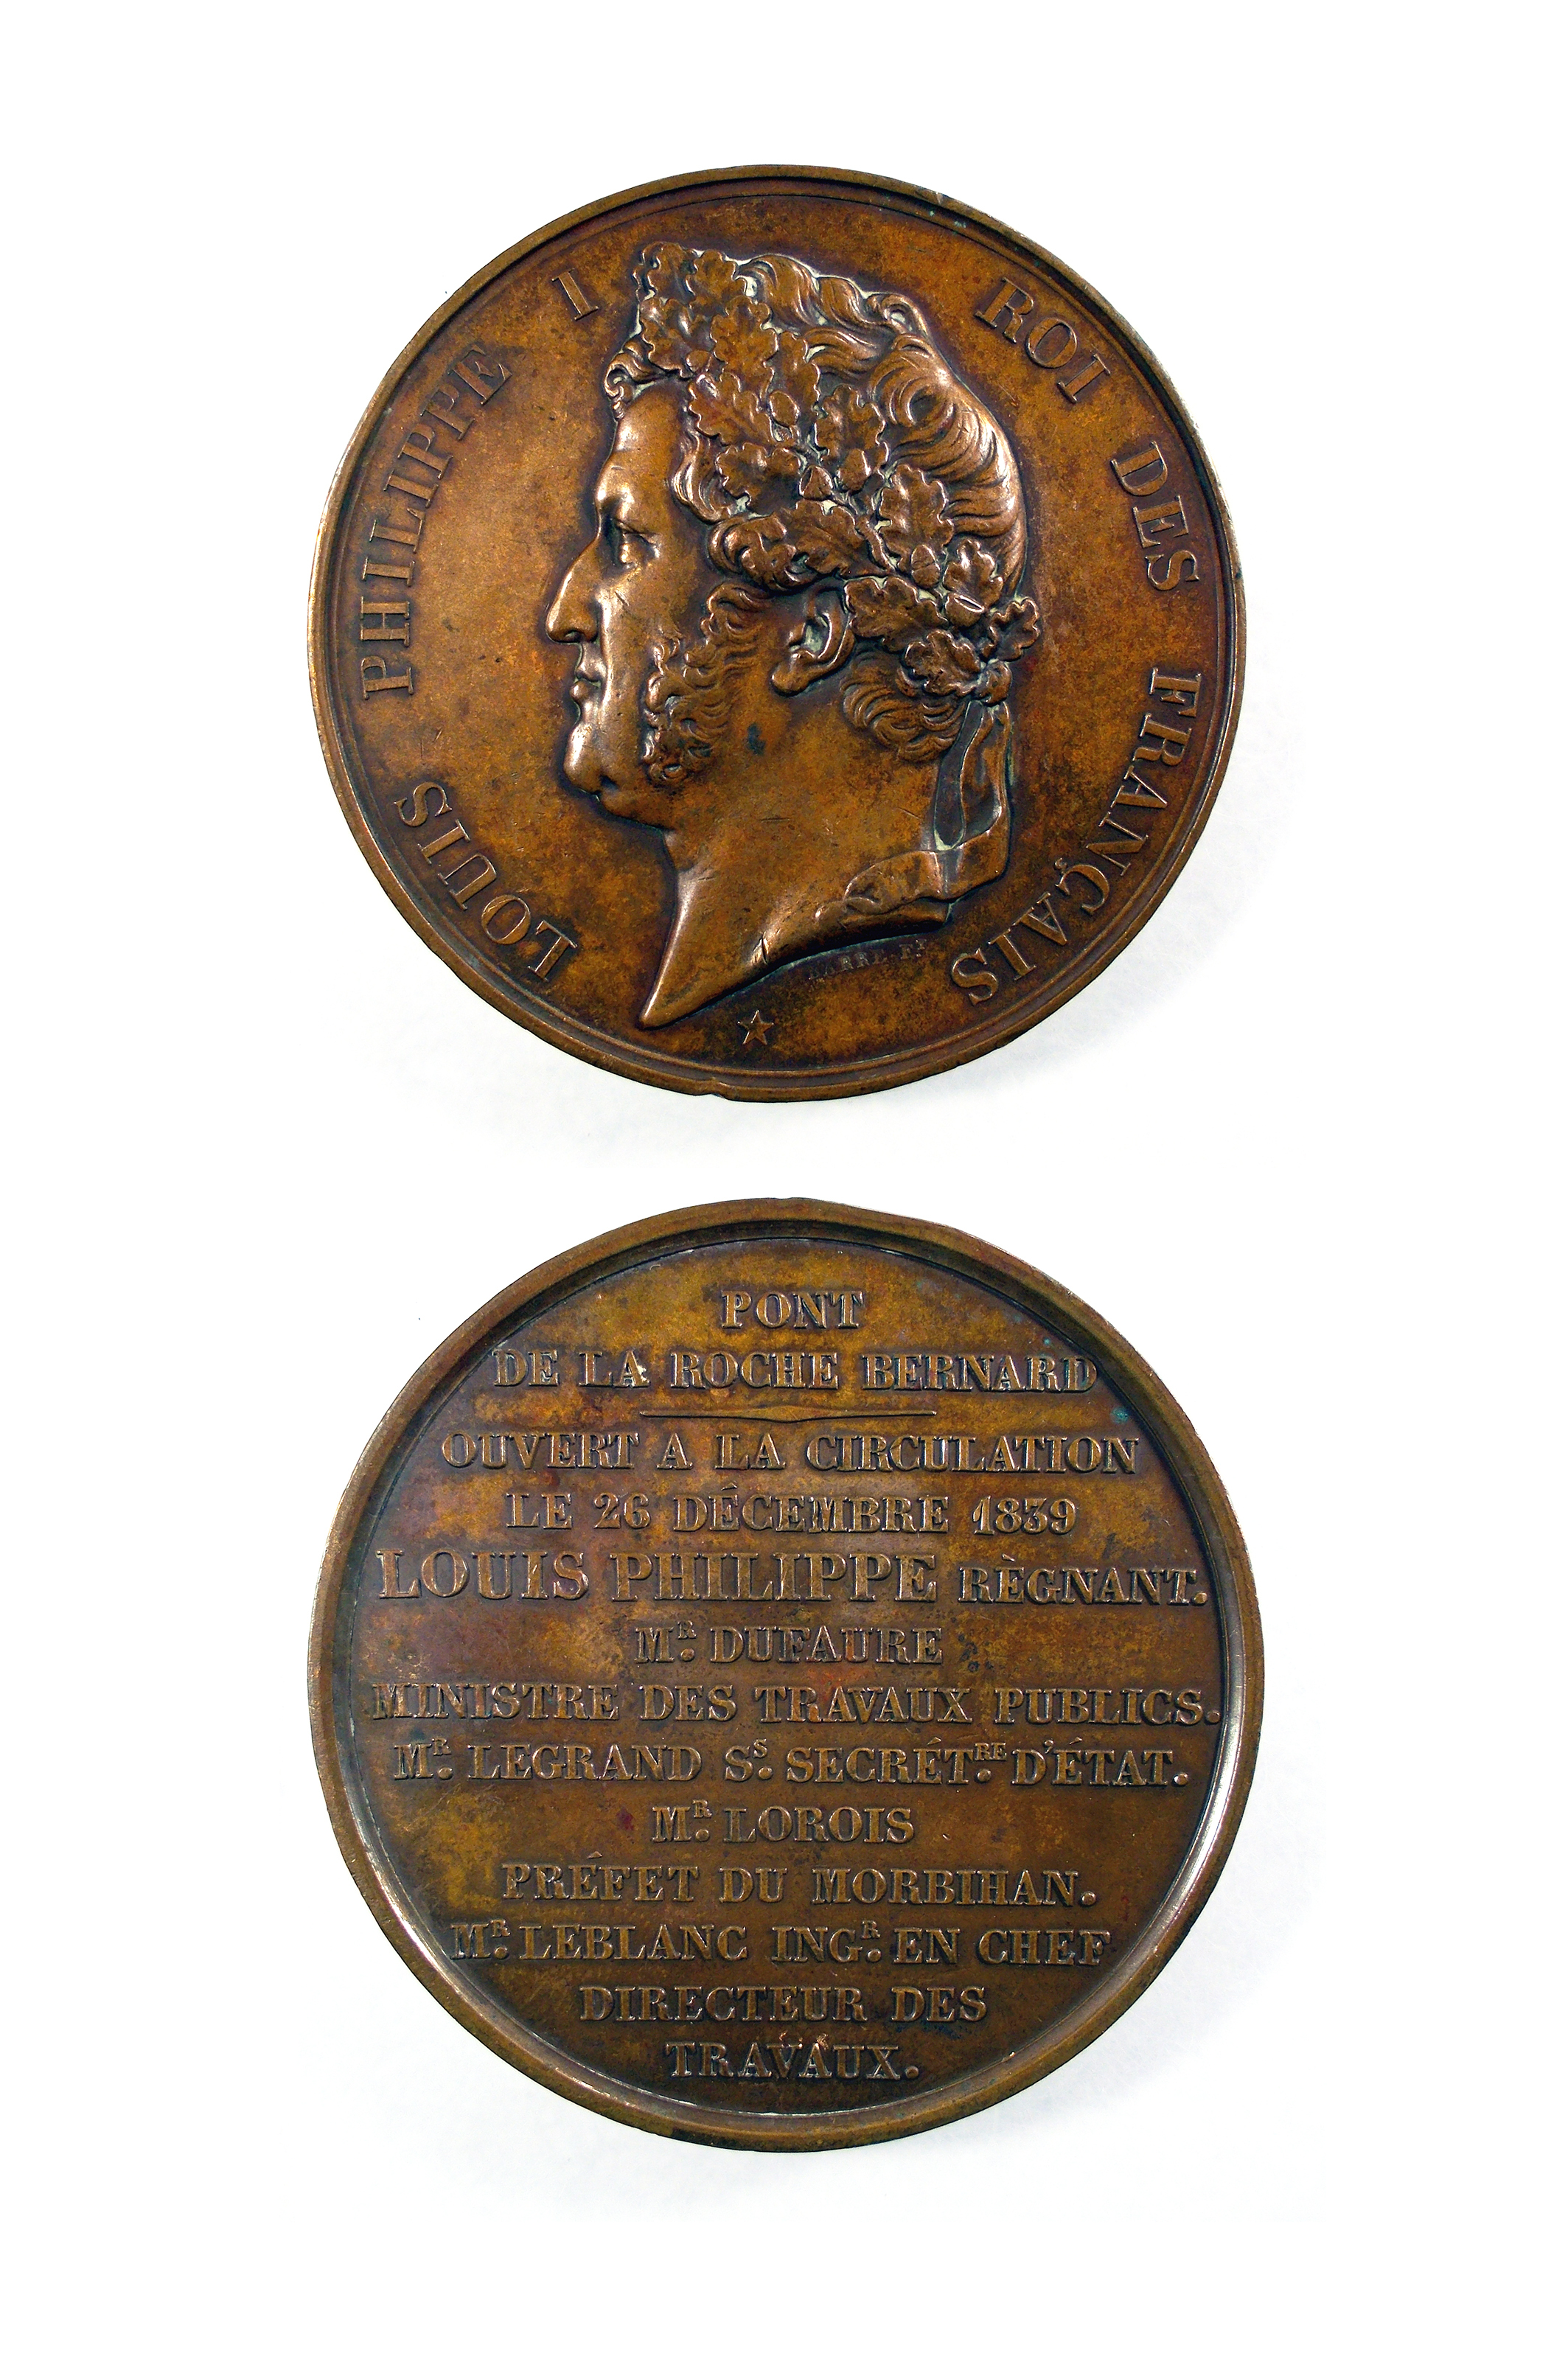 LOUIS PHILIPPE I ROI DES FRANÇAIS
BARRE Fᵀ
PONT
DE LA ROCHE BERNARD
OUVERT A LA CIRCULATION
LE 26 DÉCEMBRE 1839
LOUIS PHILIPPE RÈGNANT.
Mᴿ. DUFAURE
MINISTRE DES TRAVAUX PUBLICS.
Mᴿ. LEGRAND Sˢ. SECRÉTᴿᴱ. D'ÉTAT.
Mᴿ. LOROIS
PRÉFET DU MORBIHAN.
Mᴿ. LEBLANC INGᴿ. EN CHEF
DIRECTEUR DES
TRAVAUX.